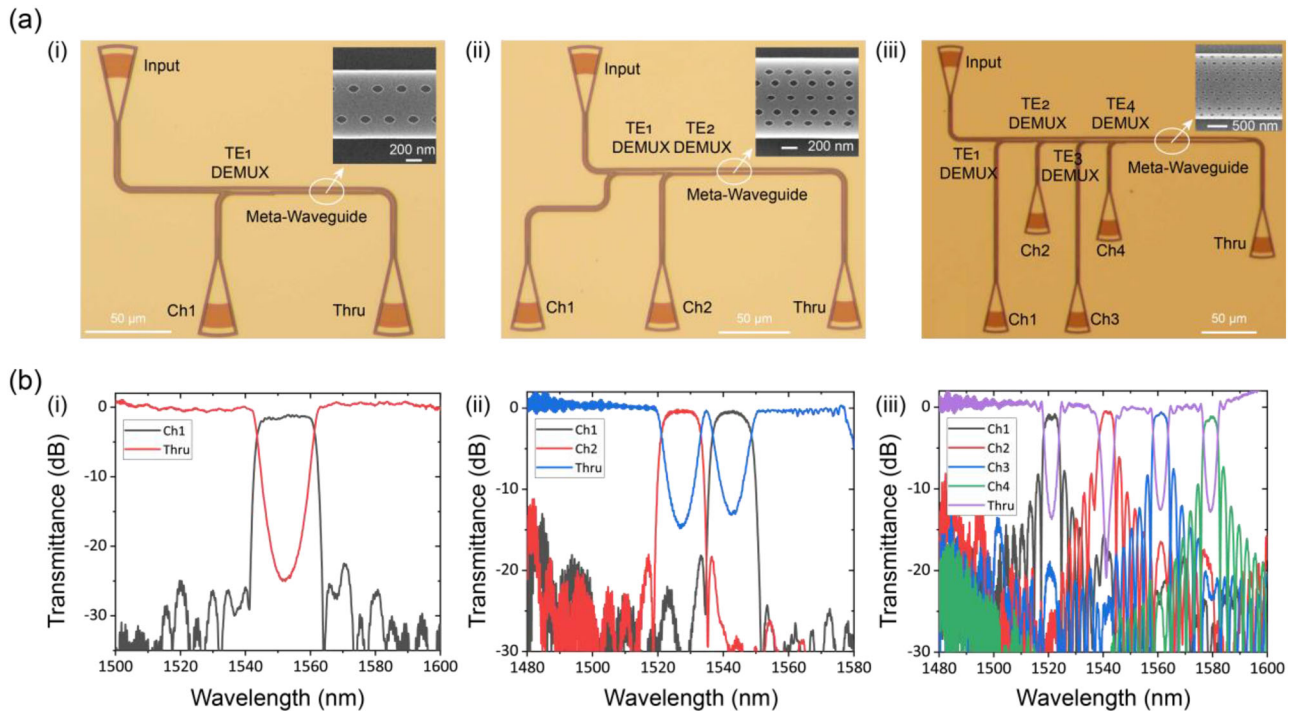 (a)
(i)
Input
TE1
DEMUX
200 nm
Meta-Waveguide
Ch1
Thru
50 μm
(ii)
Input
TE1 TE2
DEMUX DEMUX
200 nm
Meta-Waveguide
Ch1
Ch2
Thru
50 μm
(iii)
Input
TE2 TE4
DEMUX DEMUX
500 nm
TE1
DEMUX
TE3
DEMUX
Meta-Waveguide
Ch2
Ch4
Thru
Ch1
Ch3
50 μm
(b)
(i)
Transmittance (dB)
0
-10
-20
-30
Ch1
Thru
1500 1520 1540 1560 1580 1600
Wavelength (nm)
(ii)
Transmittance (dB)
0
-10
-20
-30
Ch1
Ch2
Thru
1480 1500 1520 1540 1560 1580
Wavelength (nm)
(iii)
Transmittance (dB)
0
-10
-20
-30
Ch1
Ch2
Ch3
Ch4
Thru
1480 1500 1520 1540 1560 1580 1600
Wavelength (nm)